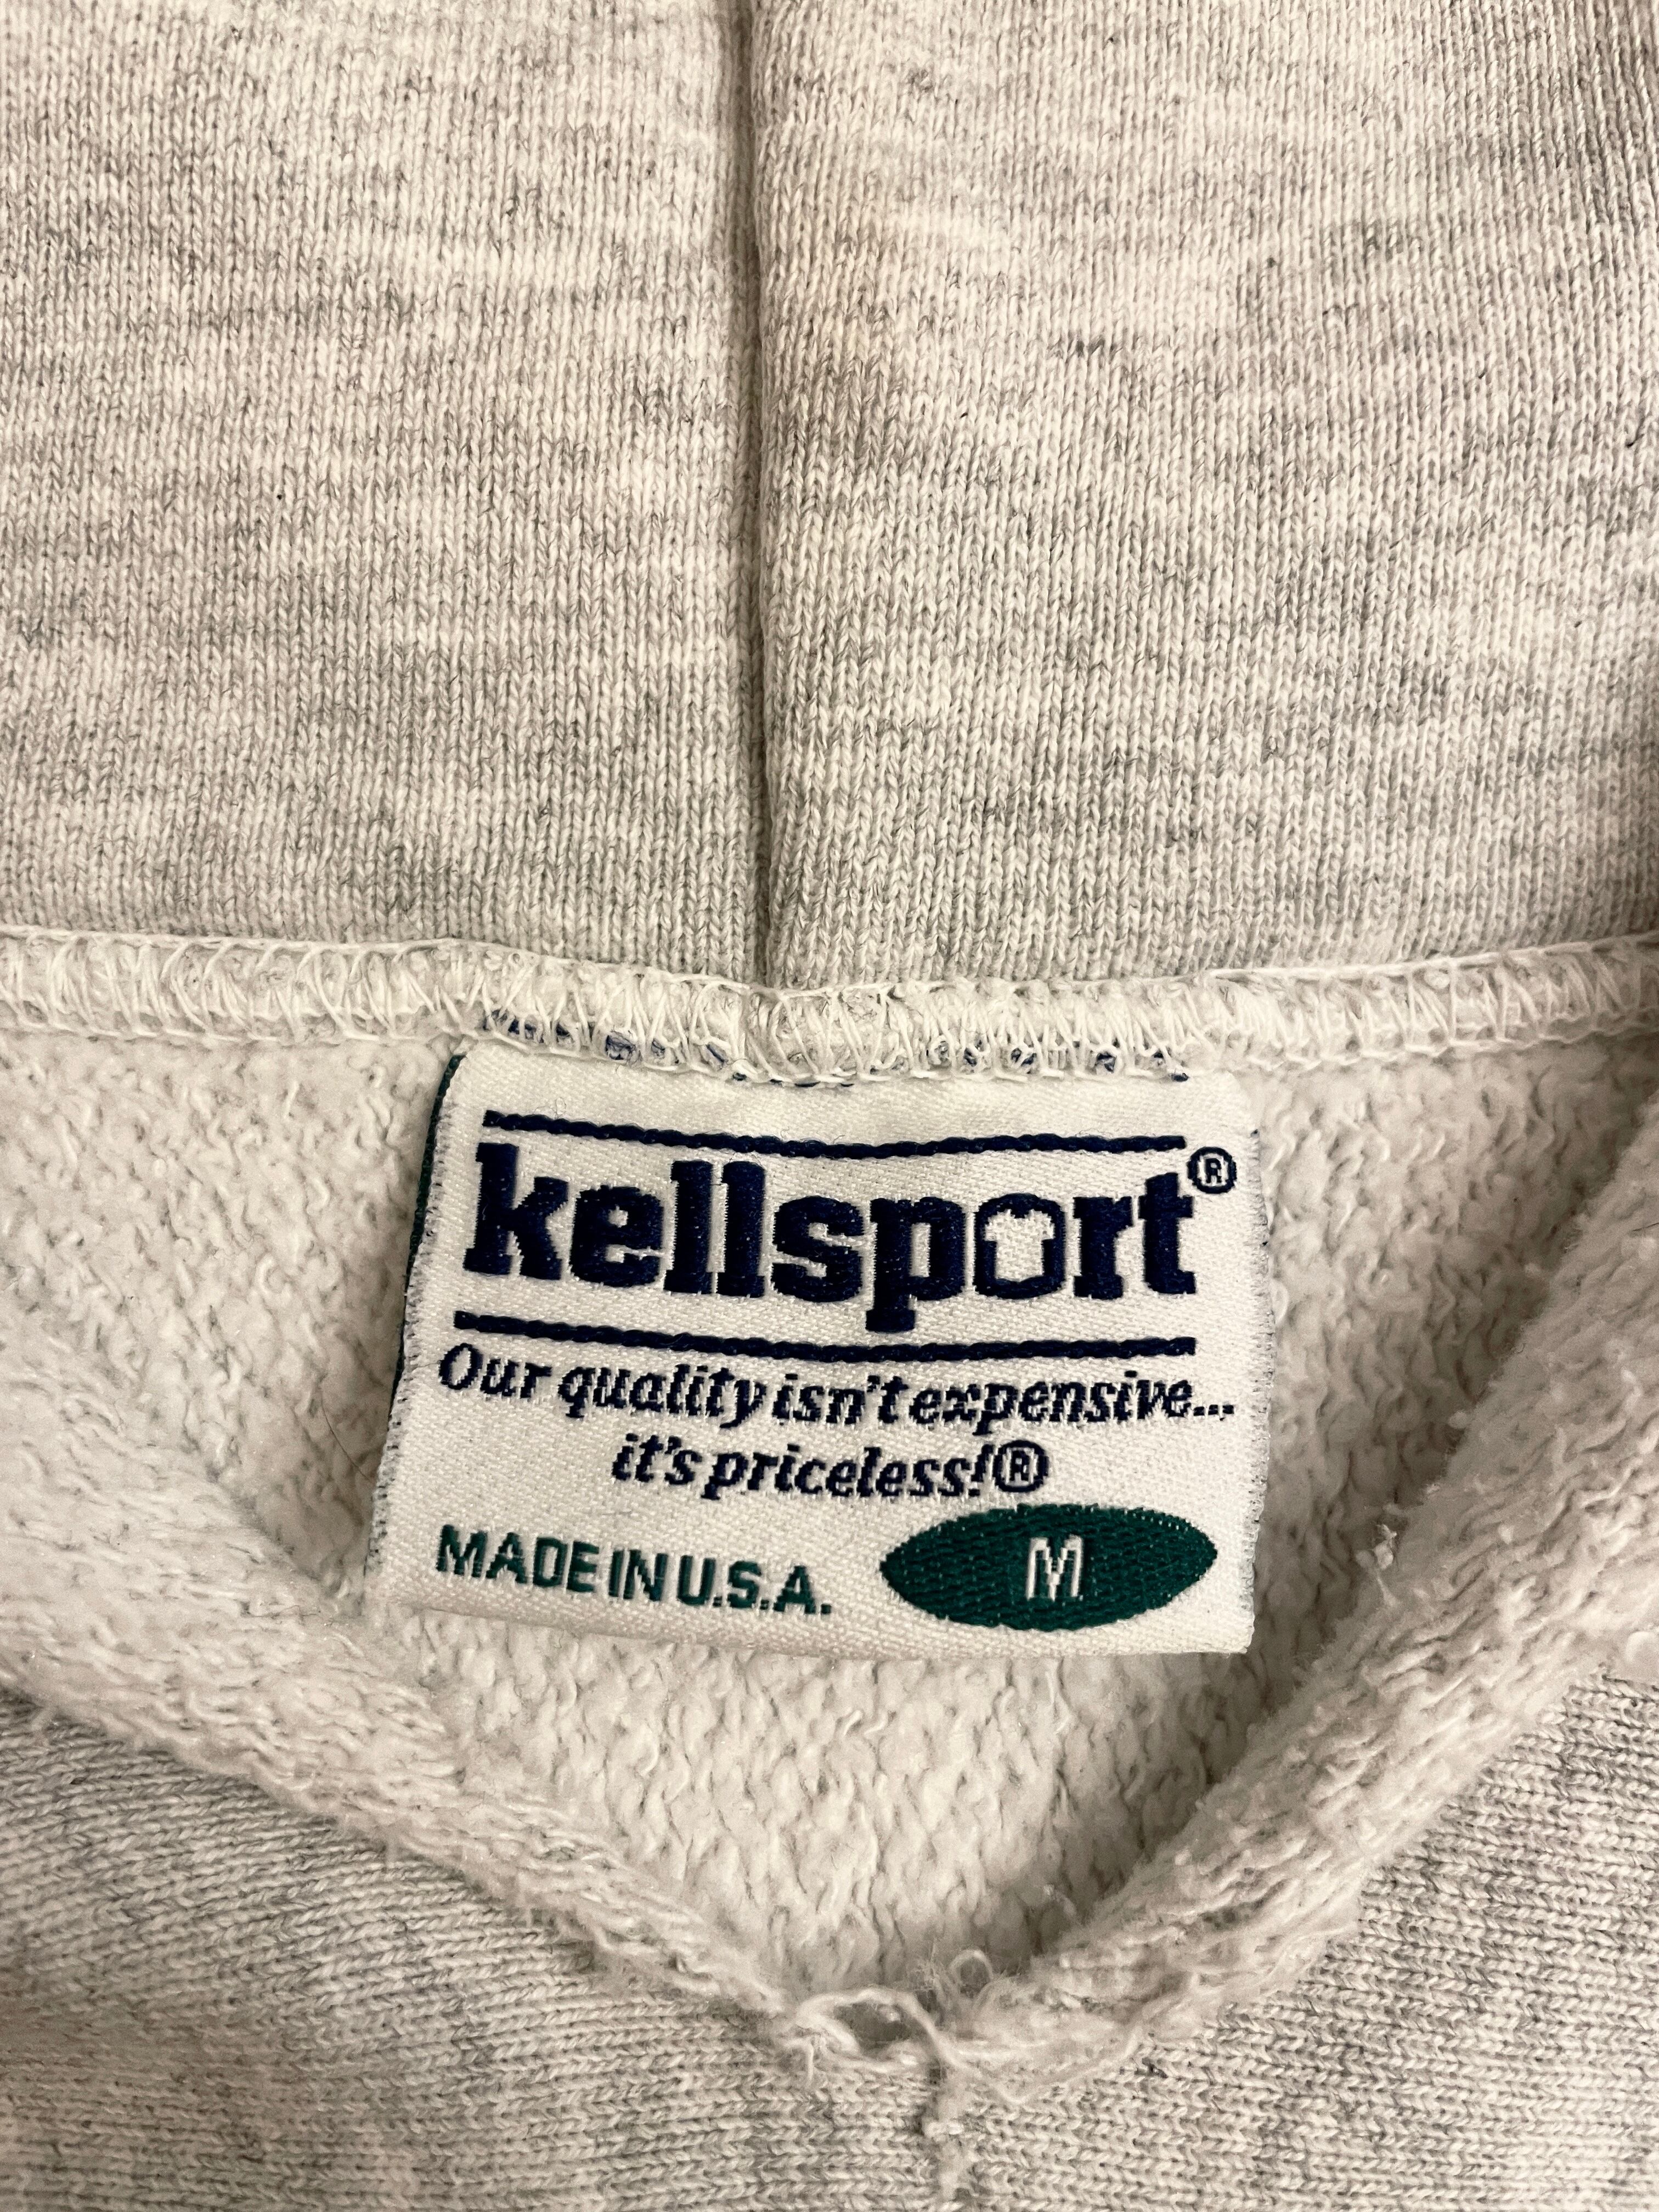 kellsport®
Our quality isn't expensive...
it's priceless!®
MADE IN U.S.A. M